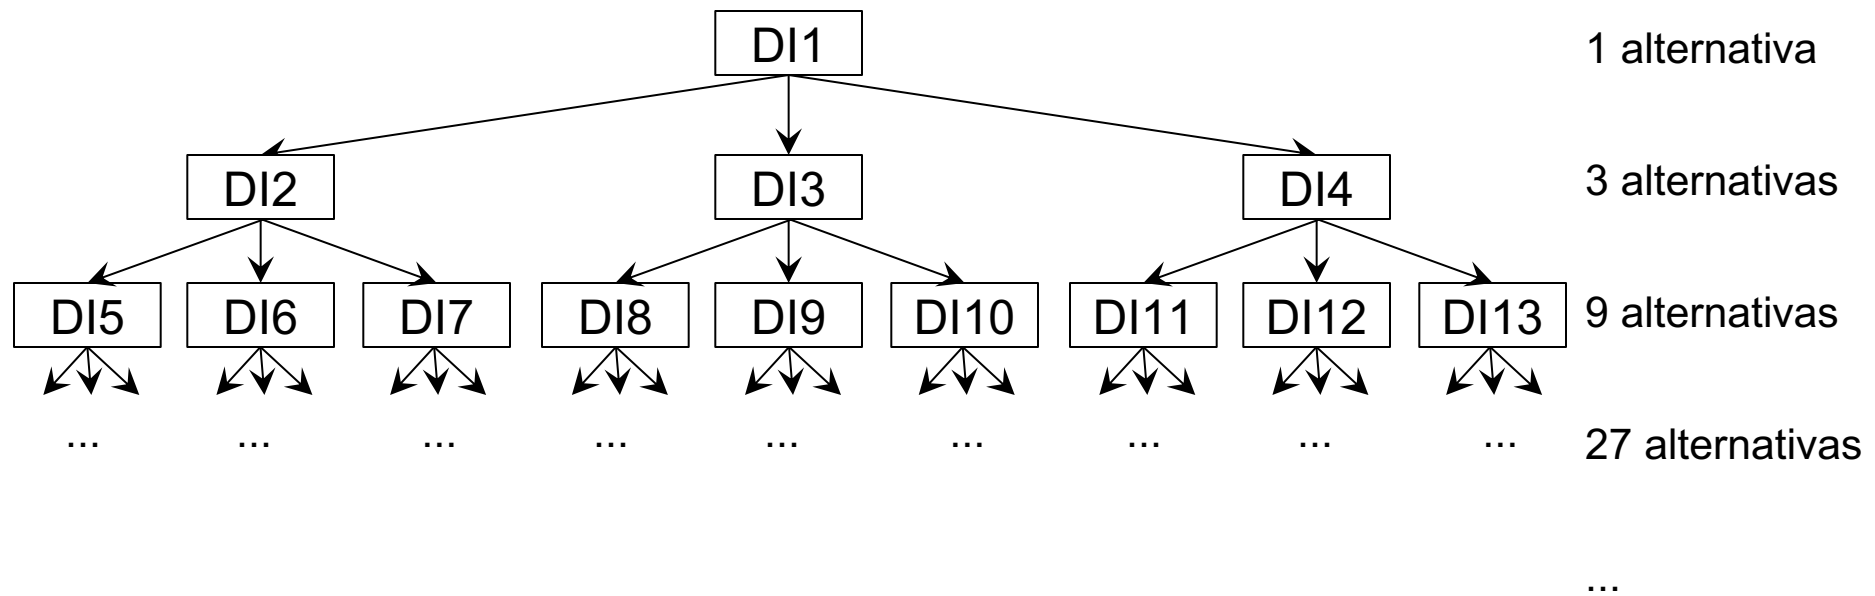 DI1 1 alternativa
DI2 DI3 DI4 3 alternativas
DI5 DI6 DI7 DI8 DI9 DI10 DI11 DI12 DI13 9 alternativas
... ... ... ... ... ... ... ... ... 27 alternativas
...